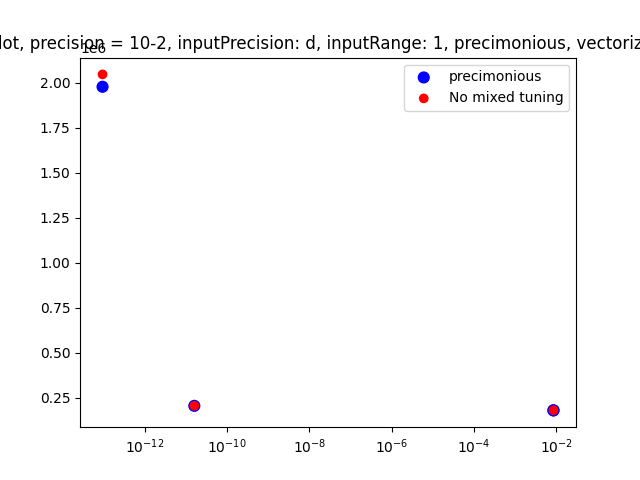 precision = 10-2, inputPrecision: d, inputRange: 1, precimonious,
1e6
precimonious
No mixed tuning
2.00
1.75
1.50
1.25
1.00
0.75
0.50
0.25
10⁻¹² 10⁻¹⁰ 10⁻⁸ 10⁻⁶ 10⁻⁴ 10⁻²